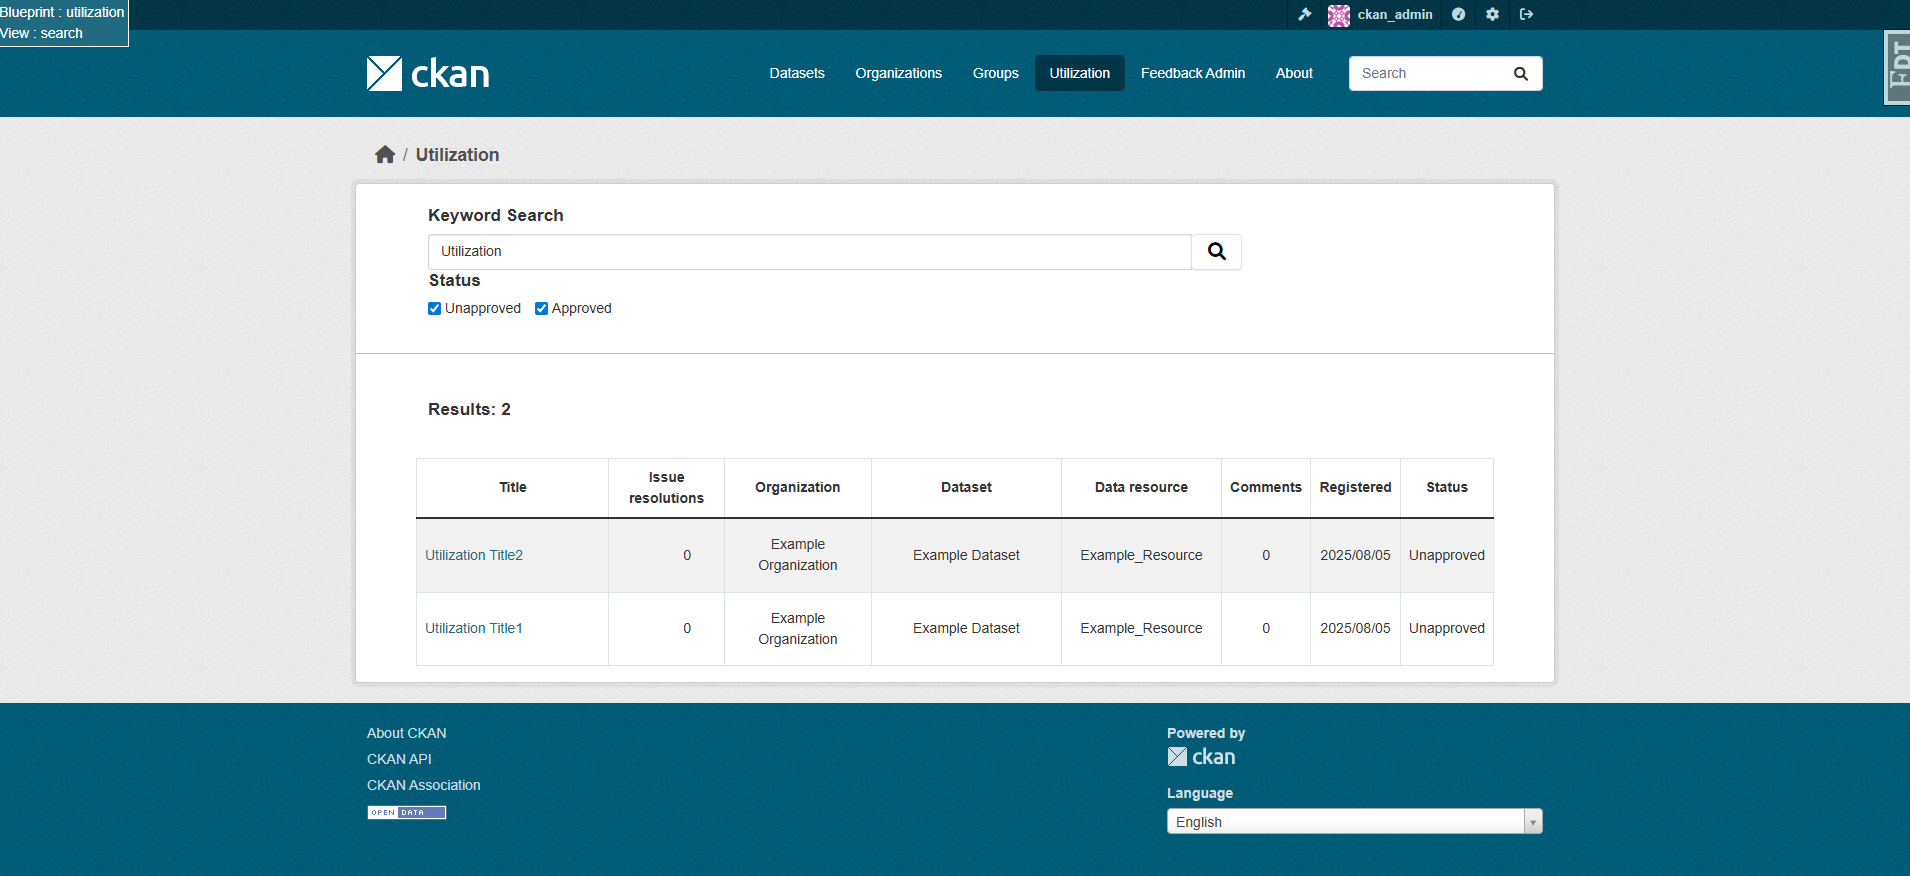 Blueprint : utilization
View : search
ckan_admin
ckan
Datasets
Organizations
Groups
Utilization
Feedback Admin
About
Search
FDT
/ Utilization
Keyword Search
Utilization
Status
Unapproved Approved
Results: 2
Title
Issue resolutions
Organization
Dataset
Data resource
Comments
Registered
Status
Utilization Title2
0
Example Organization
Example Dataset
Example_Resource
0
2025/08/05
Unapproved
Utilization Title1
0
Example Organization
Example Dataset
Example_Resource
0
2025/08/05
Unapproved
About CKAN
CKAN API
CKAN Association
OPEN DATA
Powered by
ckan
Language
English